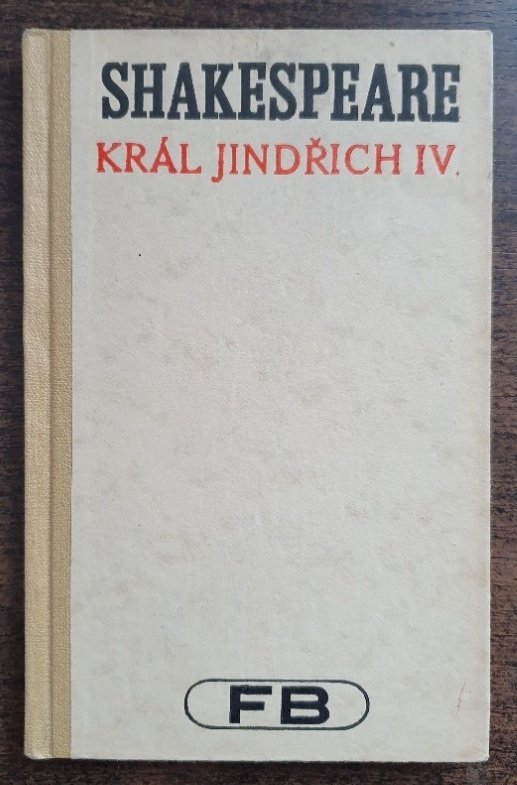 SHAKESPEARE
KRÁL JINDŘICH IV.
FB